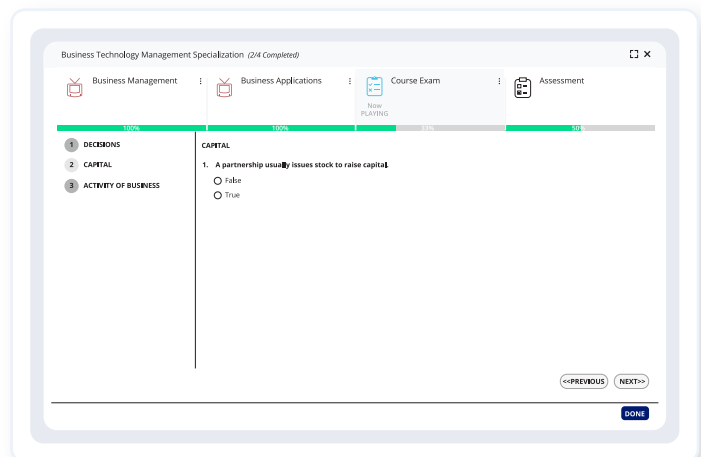 Business Technology Management Specialization (2/4 Completed)
Business Management
Business Applications
Course Exam
Assessment
Now
PLAYING
100%
100%
33%
50%
1 DECISIONS
2 CAPITAL
3 ACTIVITY OF BUSINESS
CAPITAL
1. A partnership usually issues stock to raise capital.
False
True
<<PREVIOUS
NEXT>>
DONE